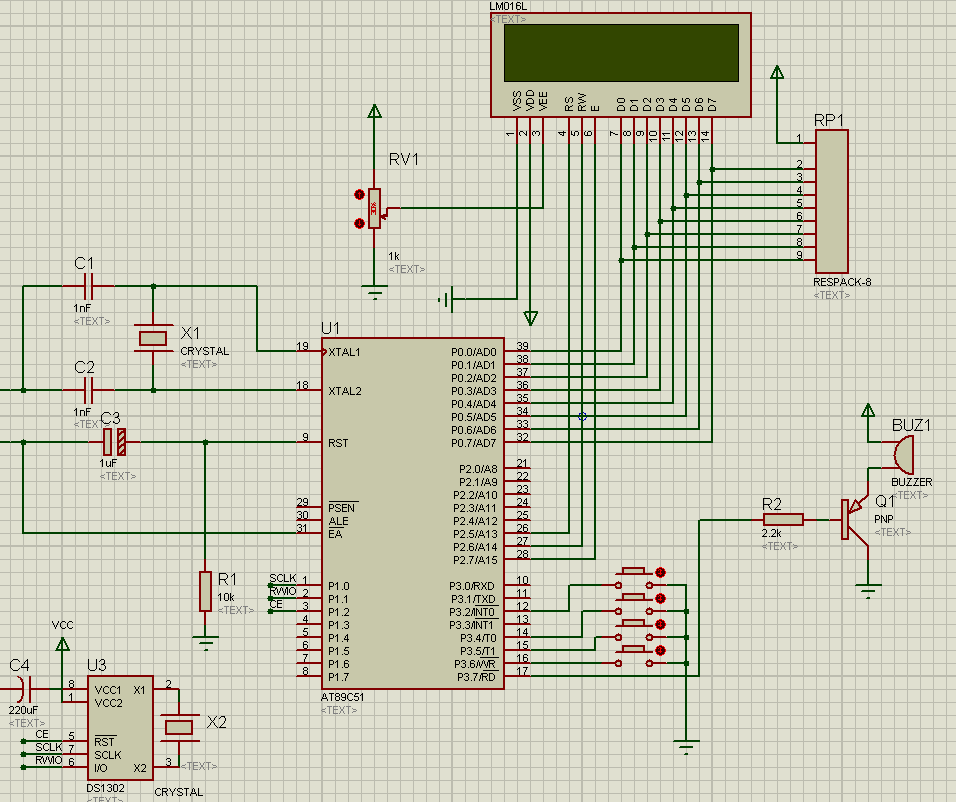 LM016L
<TEXT>
VSS
VDD
VEE
RS
RW
E
D0
D1
D2
D3
D4
D5
D6
D7
1
2
3
4
5
6
7
8
9
10
11
12
13
14
RP1
1
2
3
4
5
6
7
8
9
RESPACK-8
<TEXT>
RV1
1k
<TEXT>
C1
1nF
<TEXT>
X1
CRYSTAL
<TEXT>
C2
1nF
<TEXT>
C3
1uF
<TEXT>
U1
19 XTAL1
18 XTAL2
9 RST
29 PSEN
30 ALE
31 EA
SCLK 1 P1.0
RWIO 2 P1.1
CE 3 P1.2
4 P1.3
5 P1.4
6 P1.5
7 P1.6
8 P1.7
P0.0/AD0 39
P0.1/AD1 38
P0.2/AD2 37
P0.3/AD3 36
P0.4/AD4 35
P0.5/AD5 34
P0.6/AD6 33
P0.7/AD7 32
P2.0/A8 21
P2.1/A9 22
P2.2/A10 23
P2.3/A11 24
P2.4/A12 25
P2.5/A13 26
P2.6/A14 27
P2.7/A15 28
P3.0/RXD 10
P3.1/TXD 11
P3.2/INT0 12
P3.3/INT1 13
P3.4/T0 14
P3.5/T1 15
P3.6/WR 16
P3.7/RD 17
AT89C51
<TEXT>
R1
10k
<TEXT>
BUZ1
BUZZER
<TEXT>
Q1
PNP
<TEXT>
R2
2.2k
<TEXT>
VCC
C4
220uF
<TEXT>
U3
8 VCC1 X1 2
1 VCC2
CE 5 RST
SCLK 7 SCLK
RWIO 6 I/O X2 3
DS1302
<TEXT>
X2
<TEXT>
CRYSTAL